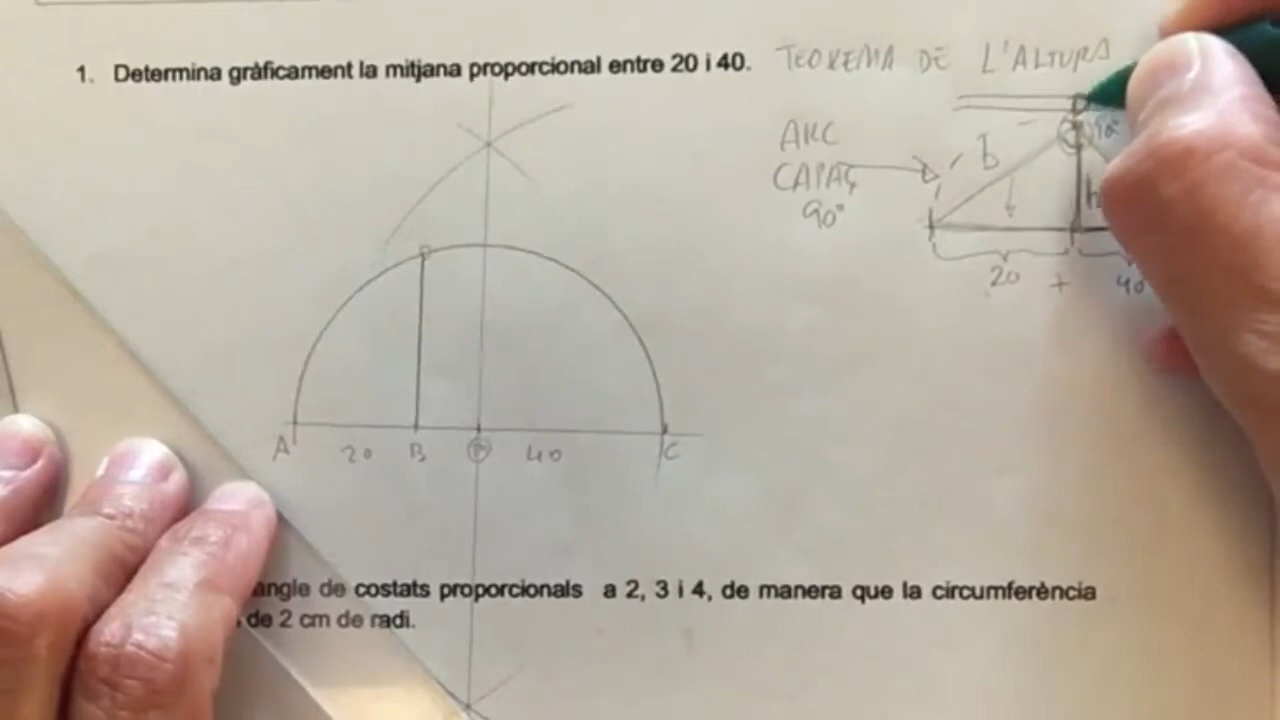 1. Determina gràficament la mitjana proporcional entre 20 i 40.
TEOREMA DE L'ALTURA
ARC
CAPAÇ
90°
b
h
20 + 40
A 20 B 40 C
angle de costats proporcionals a 2, 3 i 4, de manera que la circumferència
de 2 cm de radi.